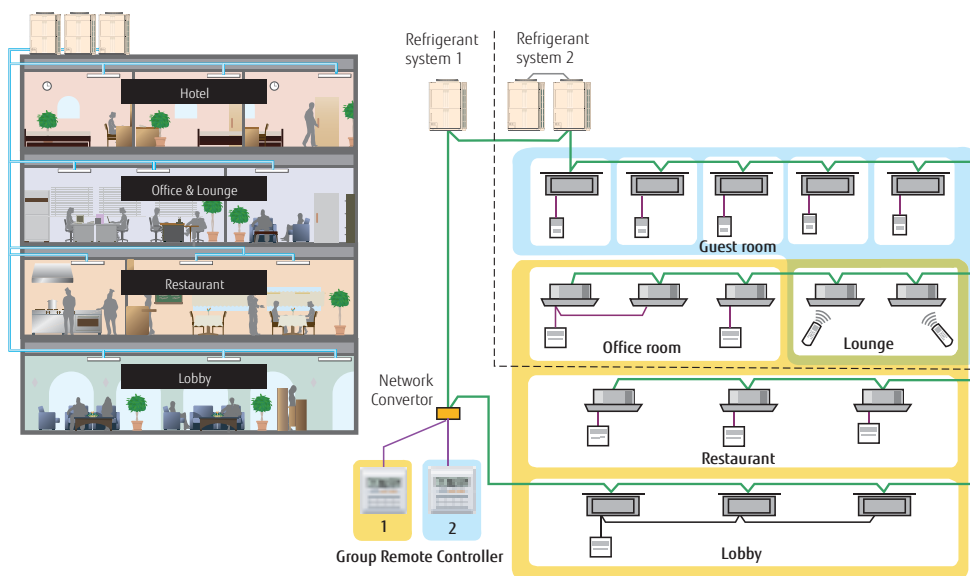 Hotel
Office & Lounge
Restaurant
Lobby
Refrigerant
system 1
Refrigerant
system 2
Guest room
Office room
Lounge
Network
Convertor
Restaurant
1
2
Group Remote Controller
Lobby